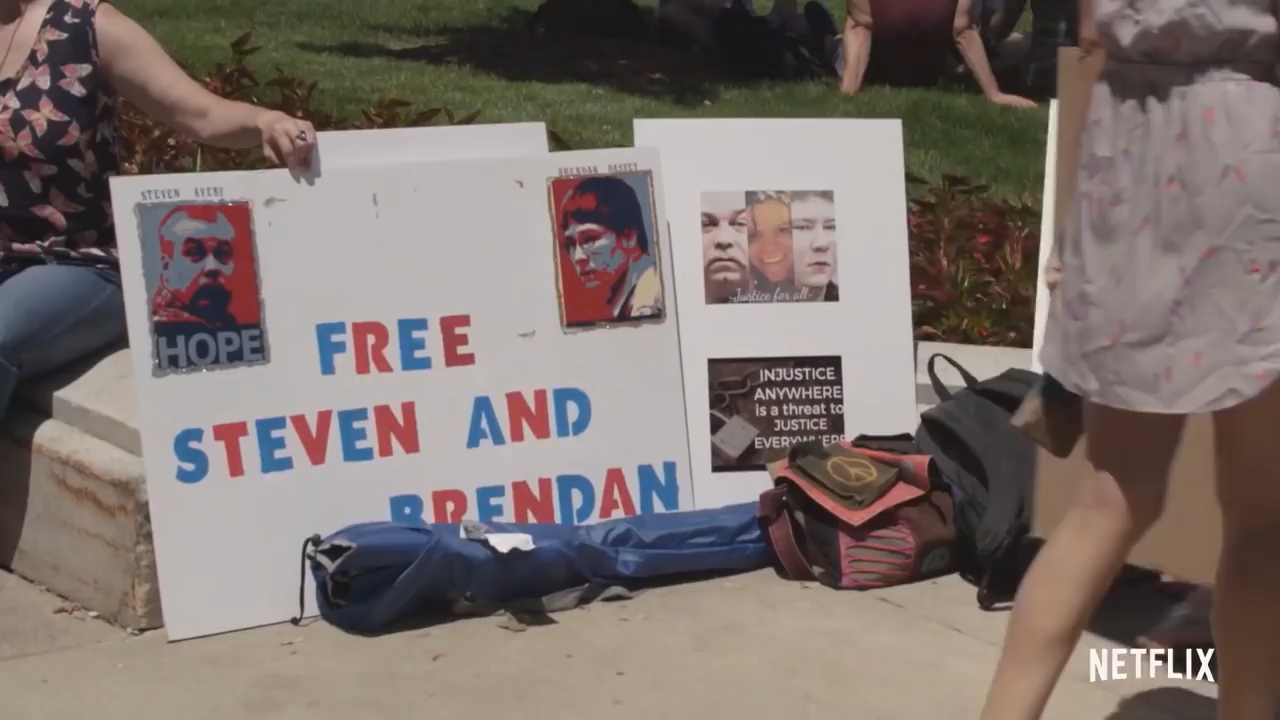 STEVEN AVERY
BRENDAN DASSEY
HOPE
FREE
STEVEN AND
BRENDAN
-Justice for all-
INJUSTICE
ANYWHERE
is a threat to
JUSTICE
EVERYWHERE
NETFLIX